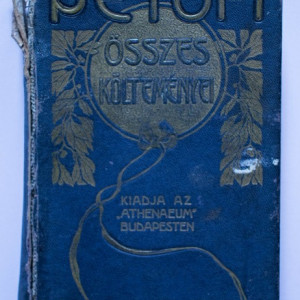 PETŐFI
ÖSSZES
KÖLTEMÉNYEI
KIADJA AZ
"ATHENAEUM"
BUDAPESTEN